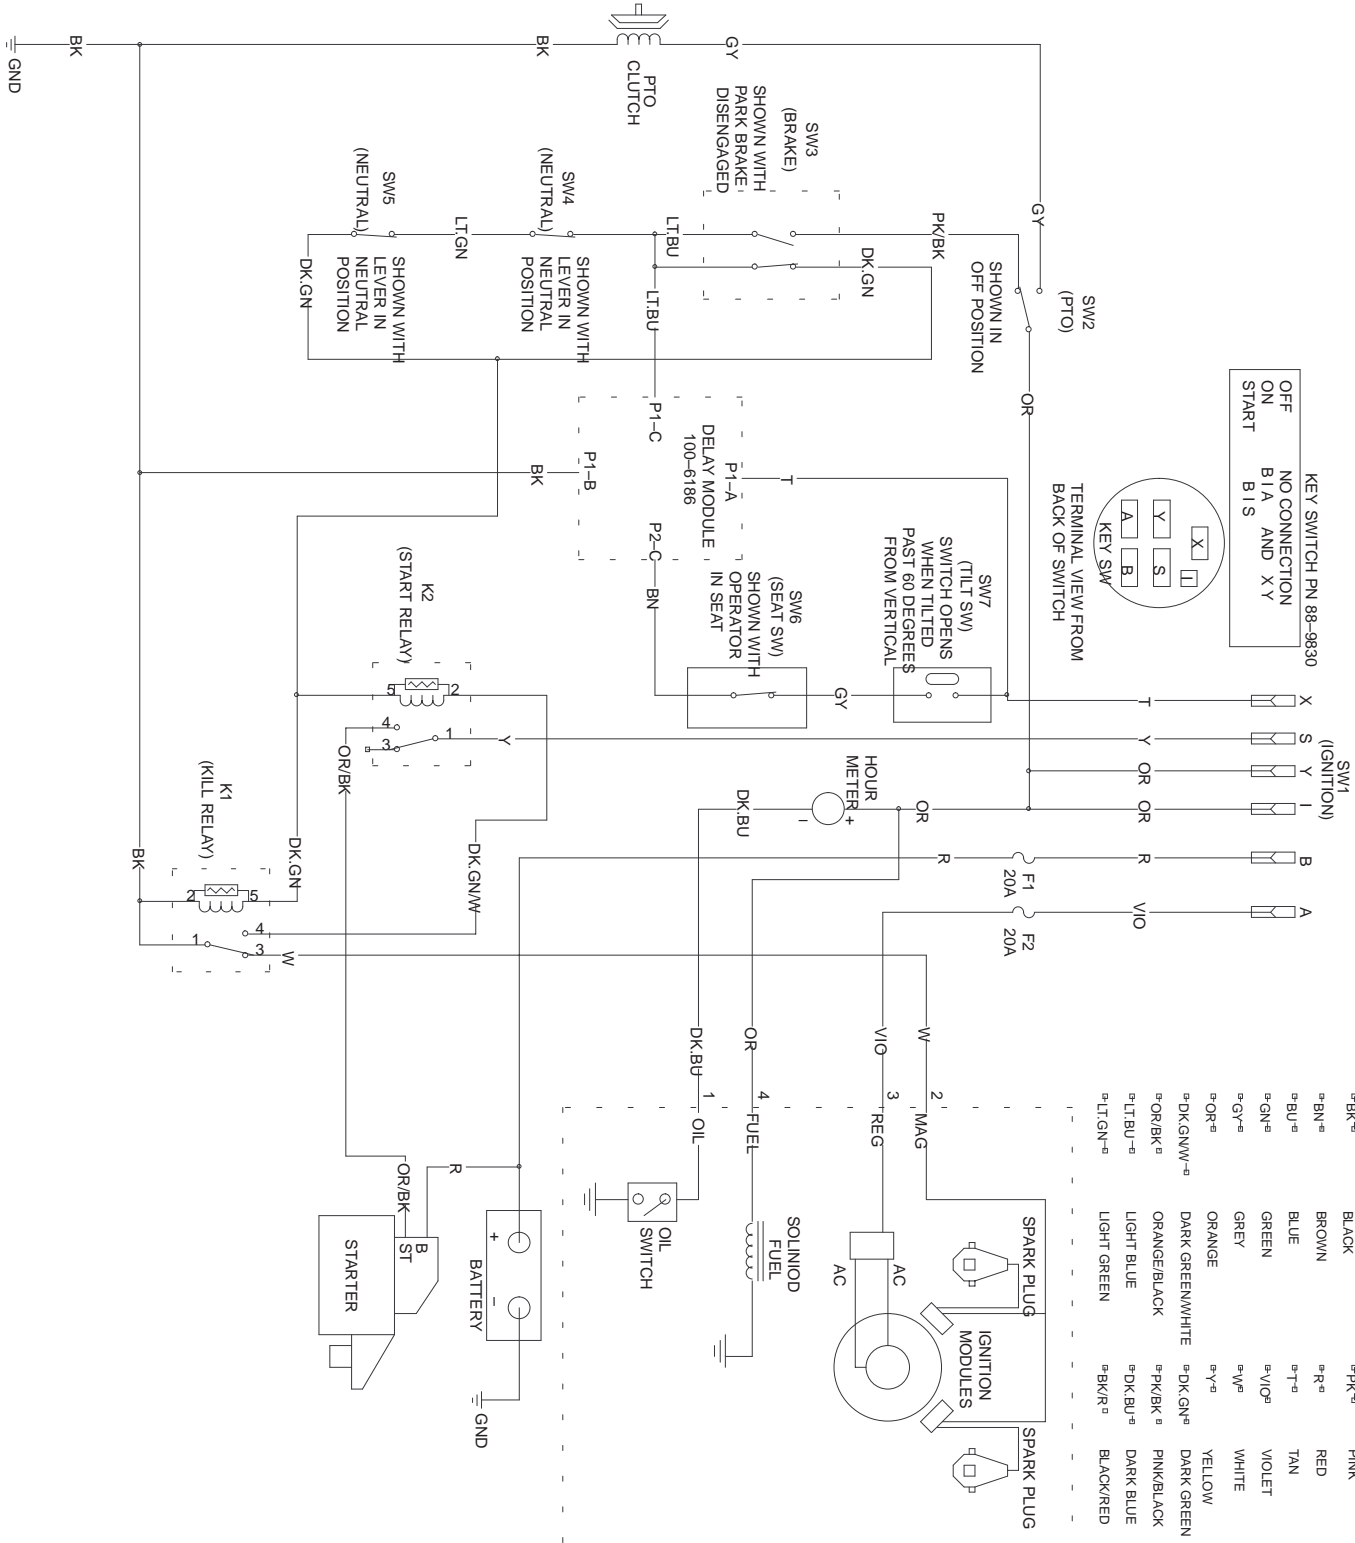 KEY SWITCH PN 88–9830
OFF NO CONNECTION
ON B I A AND X Y
START B I S
X
I
Y
S
A
B
KEY SW
TERMINAL VIEW FROM
BACK OF SWITCH
SW1
(IGNITION)
X
S
Y
I
B
A
T
Y
OR
OR
R
VIO
F1
20A
F2
20A
R
OR
SW2
(PTO)
SHOWN IN
OFF POSITION
OR
GY
GY
PTO
CLUTCH
BK
BK
GND
PK/BK
DK.GN
SW3
(BRAKE)
SHOWN WITH
PARK BRAKE
DISENGAGED
LT.BU
LT.BU
SW4
(NEUTRAL)
SHOWN WITH
LEVER IN
NEUTRAL
POSITION
LT.GN
SW5
(NEUTRAL)
SHOWN WITH
LEVER IN
NEUTRAL
POSITION
DK.GN
P1–C
DELAY MODULE
100–6186
P1–A
P1–B
P2–C
T
BK
BN
SW7
(TILT SW)
SWITCH OPENS
WHEN TILTED
PAST 60 DEGREES
FROM VERTICAL
SW6
(SEAT SW)
SHOWN WITH
OPERATOR
IN SEAT
GY
K2
(START RELAY)
5
2
4
3
1
Y
OR/BK
HOUR
METER
+
–
DK.BU
K1
(KILL RELAY)
BK
DK.GN
DK.GN/W
2
5
4
1
3
W
DK.BU
OR
VIO
W
1
4
3
2
OIL
FUEL
REG
MAG
OIL
SWITCH
SOLINIOD
FUEL
AC
AC
SPARK PLUG
IGNITION
MODULES
SPARK PLUG
OR/BK
R
B
ST
STARTER
+
–
BATTERY
GND
BK BLACK
BN BROWN
BU BLUE
GN GREEN
GY GREY
OR ORANGE
DK.GN/W DARK GREEN/WHITE
OR/BK ORANGE/BLACK
LT.BU LIGHT BLUE
LT.GN LIGHT GREEN
PK PINK
R RED
T TAN
VIO VIOLET
W WHITE
Y YELLOW
DK.GN DARK GREEN
PK/BK PINK/BLACK
DK.BU DARK BLUE
BK/R BLACK/RED